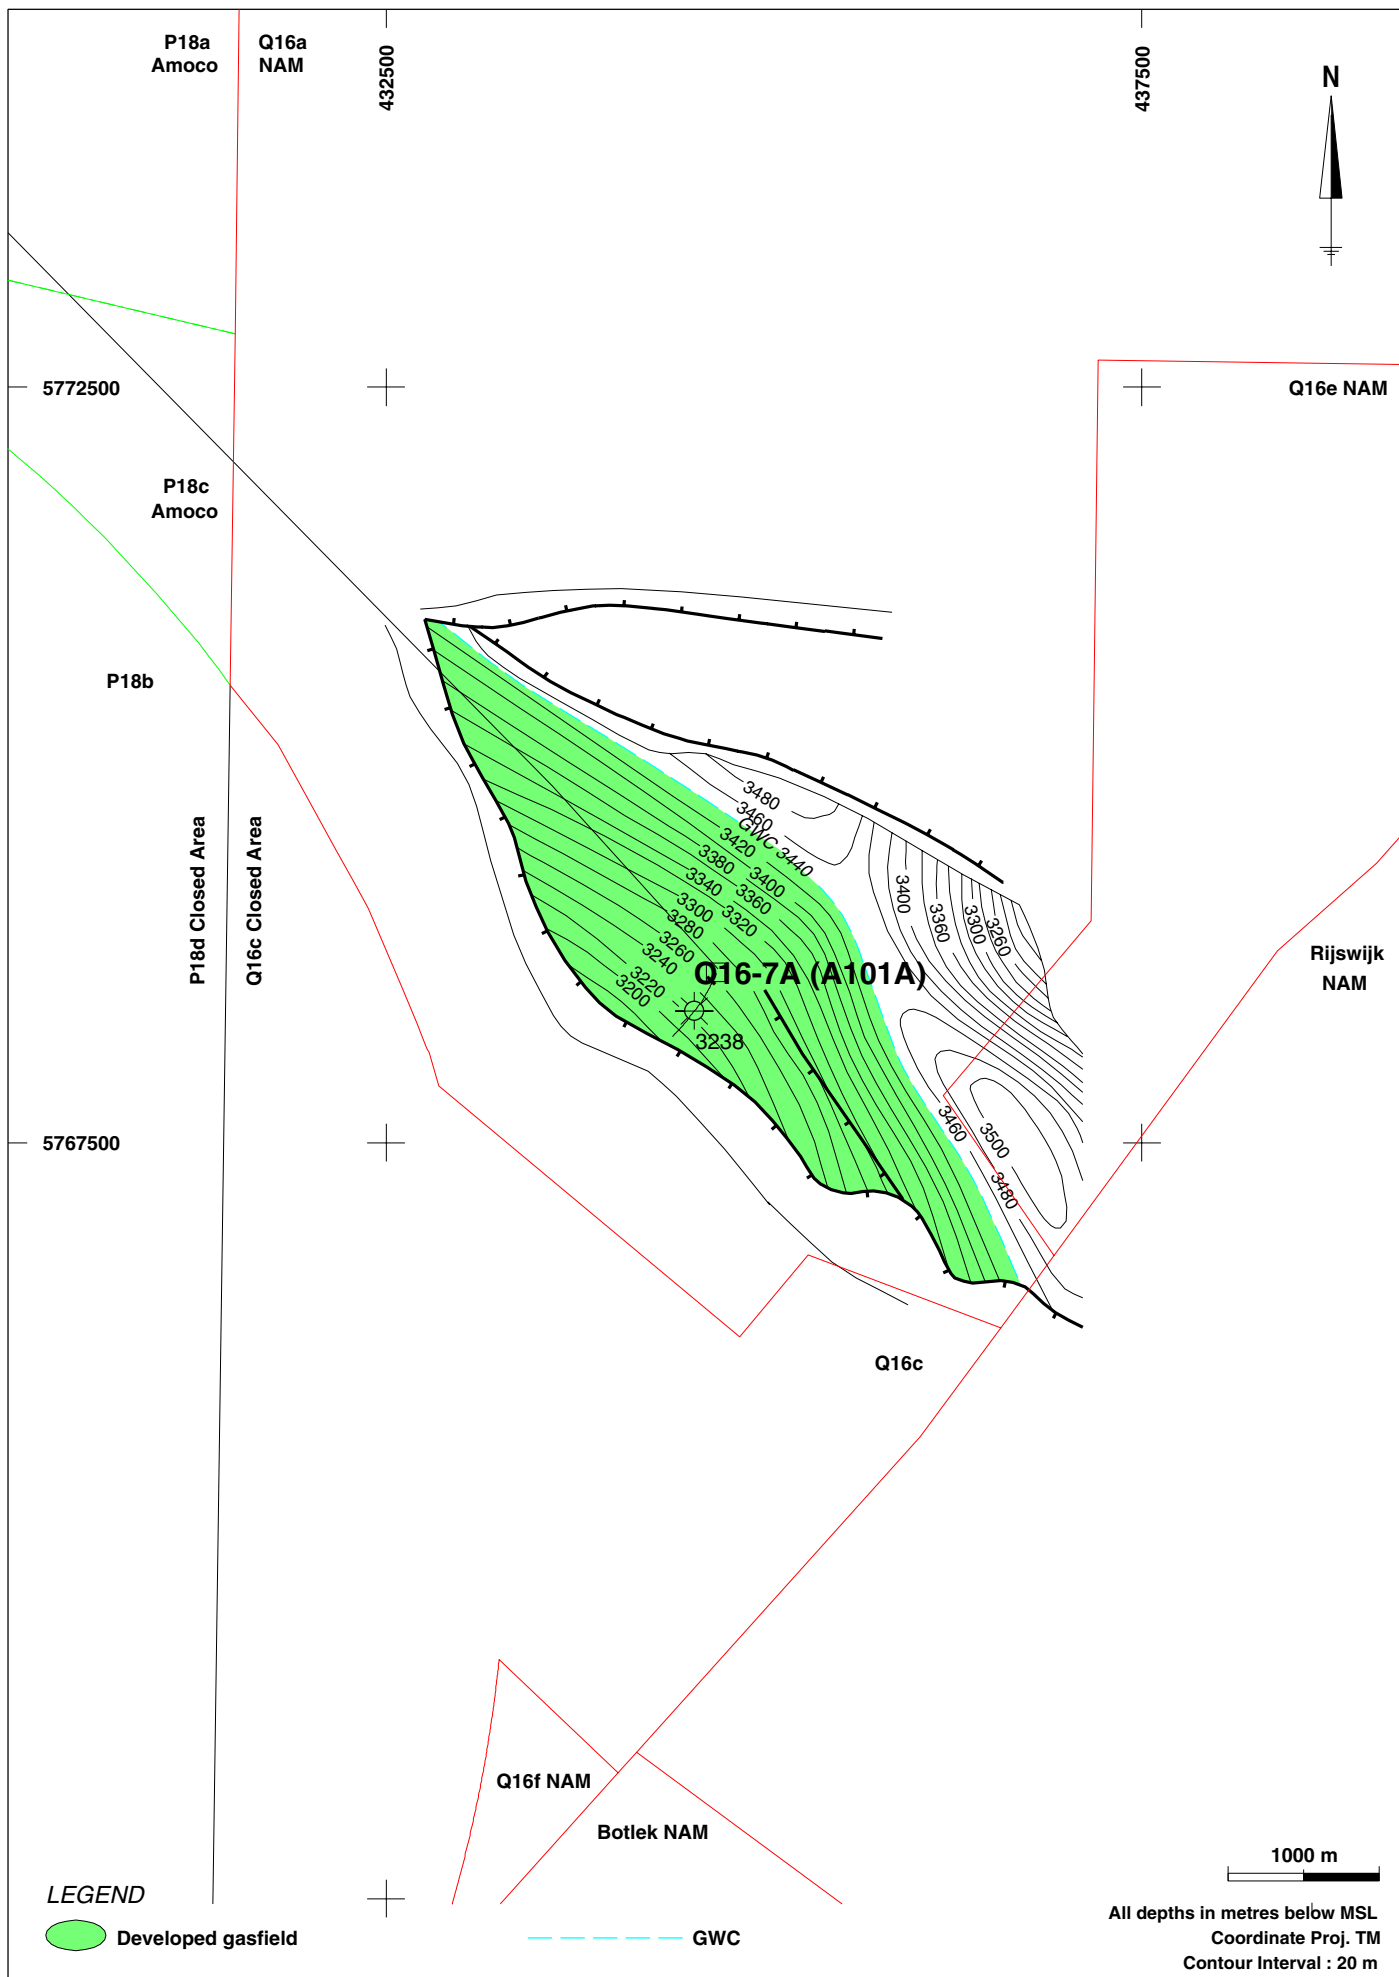 P18a
Amoco
Q16a
NAM
432500
437500
N
5772500
Q16e NAM
P18c
Amoco
P18b
P18d Closed Area
Q16c Closed Area
3480
3460
GWC 3440
3420
3400
3380
3360
3340
3320
3300
3280
3260
3240
3220
3200
3400
3360
3300
3260
Q16-7A (A101A)
3238
Rijswijk
NAM
5767500
3460
3500
3480
Q16c
Q16f NAM
Botlek NAM
1000 m
LEGEND
Developed gasfield
GWC
All depths in metres below MSL
Coordinate Proj. TM
Contour Interval : 20 m